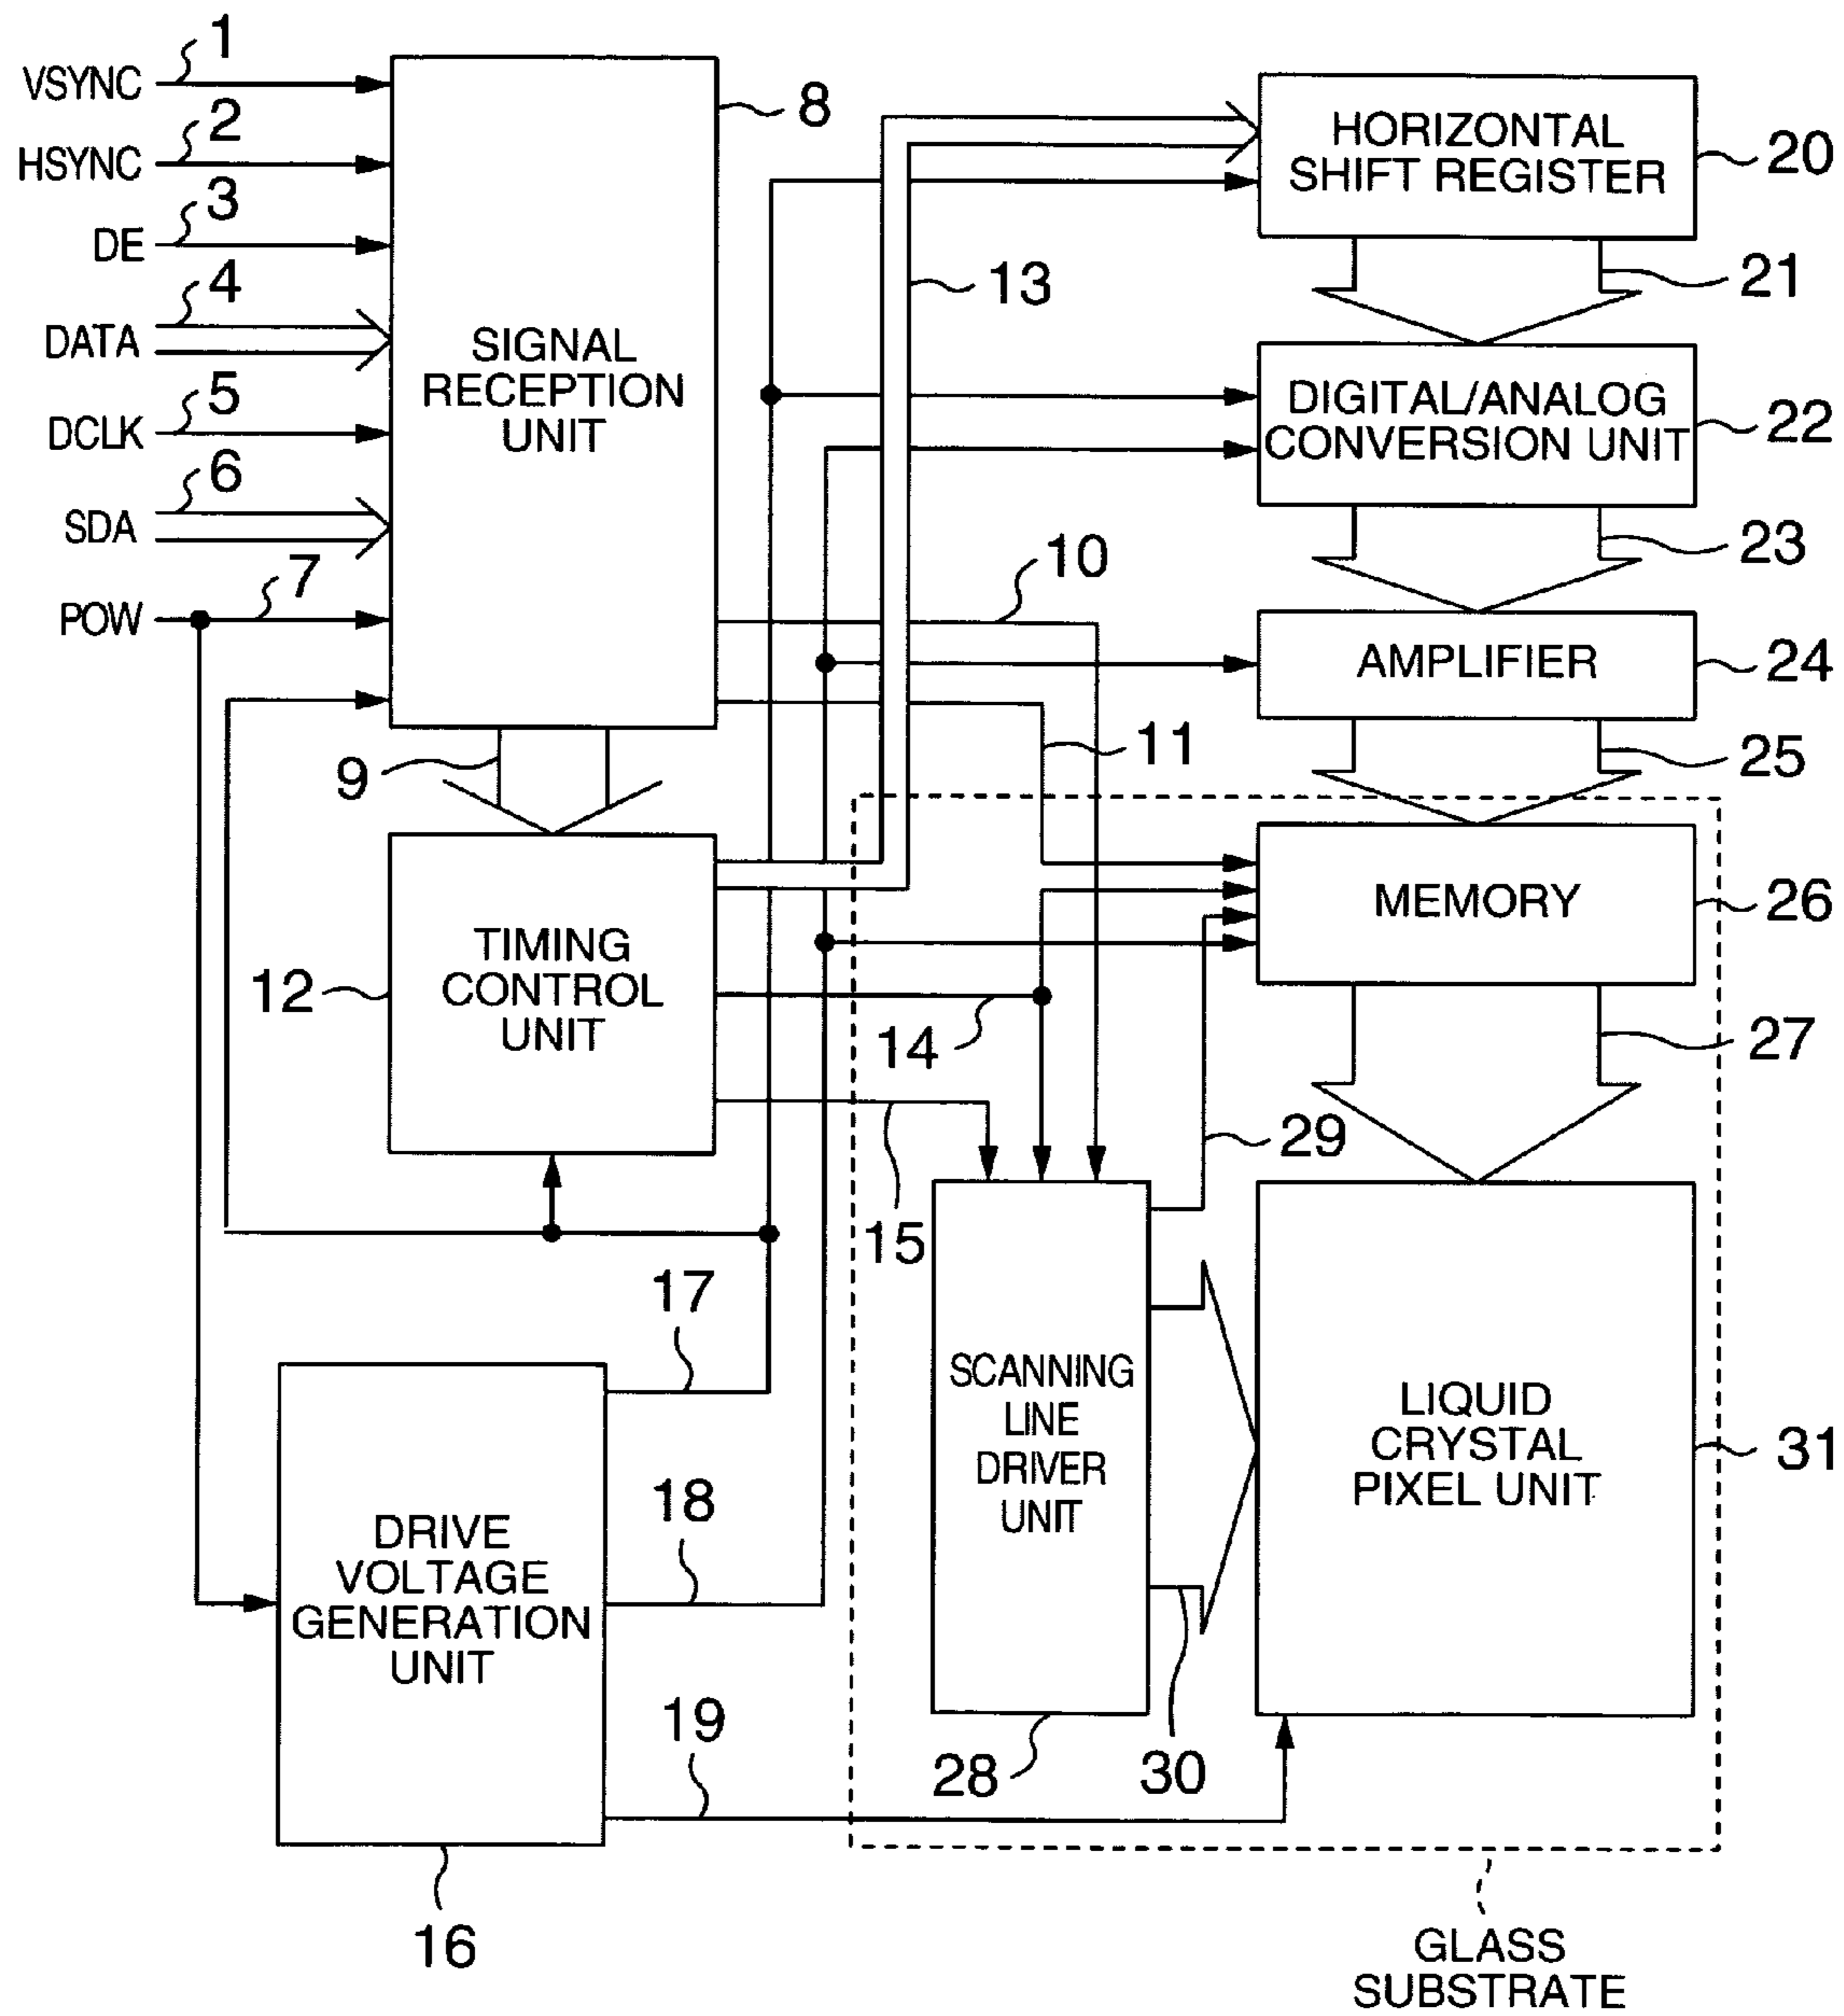 1
VSYNC
2
HSYNC
3
DE
4
DATA
5
DCLK
6
SDA
7
POW
SIGNAL
RECEPTION
UNIT
8
9
10
11
TIMING
CONTROL
UNIT
12
13
14
15
DRIVE
VOLTAGE
GENERATION
UNIT
16
17
18
19
HORIZONTAL
SHIFT REGISTER
20
21
DIGITAL/ANALOG
CONVERSION UNIT
22
23
AMPLIFIER
24
25
MEMORY
26
27
SCANNING
LINE
DRIVER
UNIT
28
29
30
LIQUID
CRYSTAL
PIXEL UNIT
31
GLASS
SUBSTRATE